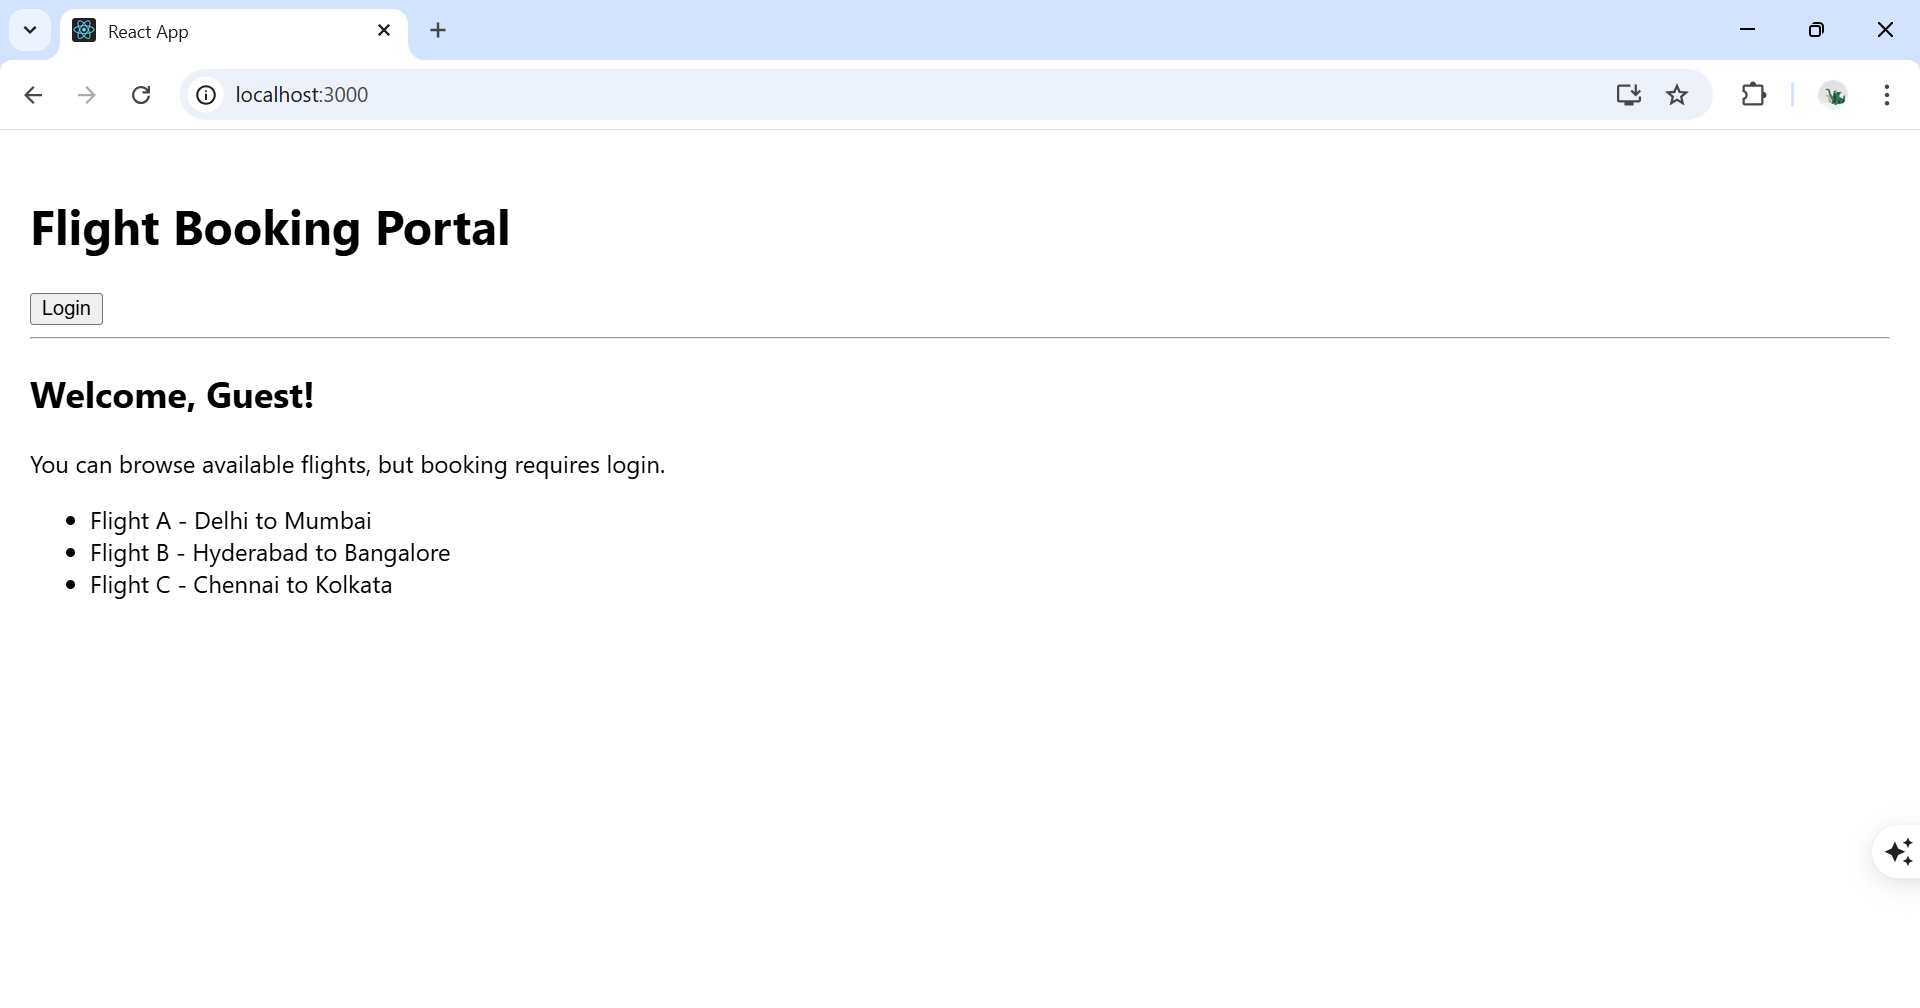 React App
localhost:3000
Flight Booking Portal
Login
Welcome, Guest!
You can browse available flights, but booking requires login.
Flight A - Delhi to Mumbai
Flight B - Hyderabad to Bangalore
Flight C - Chennai to Kolkata